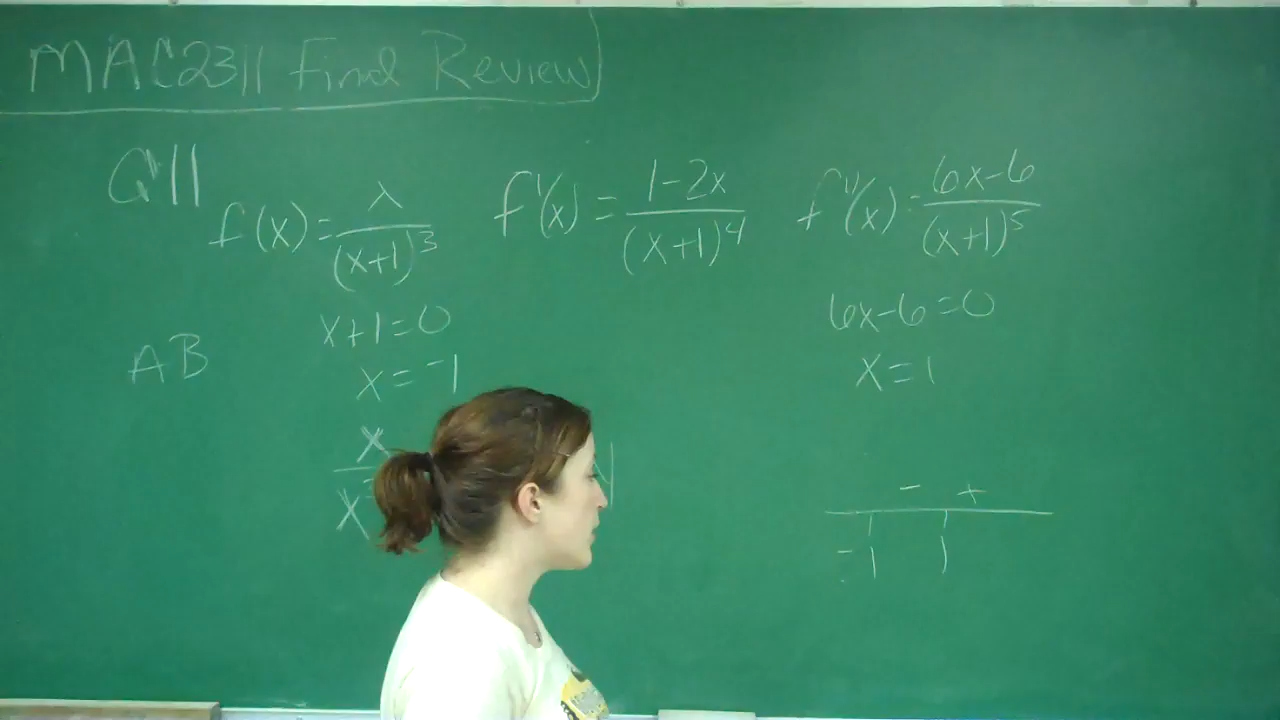 MAC2311 Final Review
Q11
f(x)=x/(x+1)^3
f'(x)=1-2x/(x+1)^4
f''(x)=6x-6/(x+1)^5
x+1=0
x=-1
6x-6=0
x=1
AB
x
x
- +
-1 1